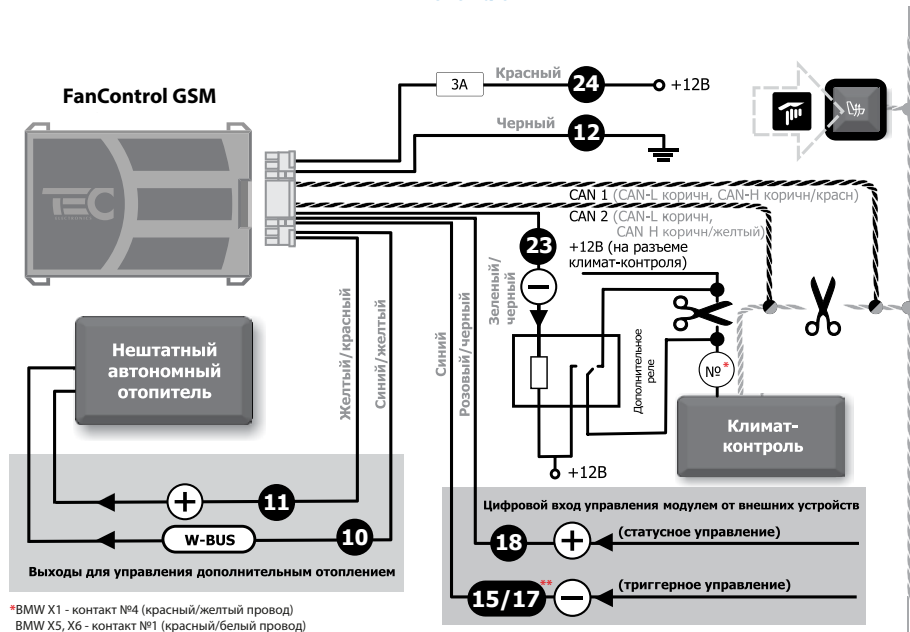 FanControl GSM
TEC
ELECTRONICS
3A
Красный
24
+12В
Черный
12
CAN 1 (CAN-L коричн, CAN-H коричн/красн)
CAN 2 (CAN-L коричн,
CAN H коричн/желтый)
23
+12В (на разъеме
климат-контроля)
Зеленый/
черный
Дополнительное
реле
№*
Климат-
контроль
+12В
Нештатный
автономный
отопитель
Желтый/красный
Синий/желтый
Синий
Розовый/черный
11
W-BUS
10
Выходы для управления дополнительным отоплением
Цифровой вход управления модулем от внешних устройств
18
(статусное управление)
15/17**
(триггерное управление)
*BMW X1 - контакт №4 (красный/желтый провод)
BMW X5, X6 - контакт №1 (красный/белый провод)